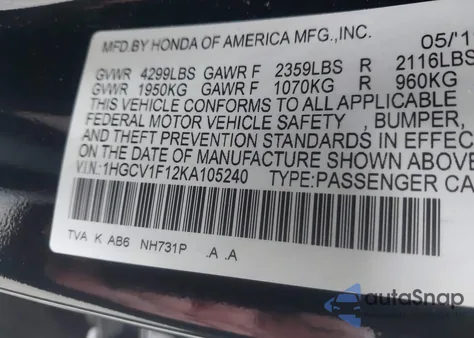 MFD.BY HONDA OF AMERICA MFG.,INC. 05/'1
GVWR 4299LBS GAWR F 2359LBS R 2116LBS
GVWR 1950KG GAWR F 1070KG R 960KG
THIS VEHICLE CONFORMS TO ALL APPLICABLE
FEDERAL MOTOR VEHICLE SAFETY , BUMPER,
AND THEFT PREVENTION STANDARDS IN EFFEC
ON THE DATE OF MANUFACTURE SHOWN ABOVE
V.I.N.:1HGCV1F12KA105240 TYPE:PASSENGER CA
TVA K AB6 NH731P .A .A
autoSnap